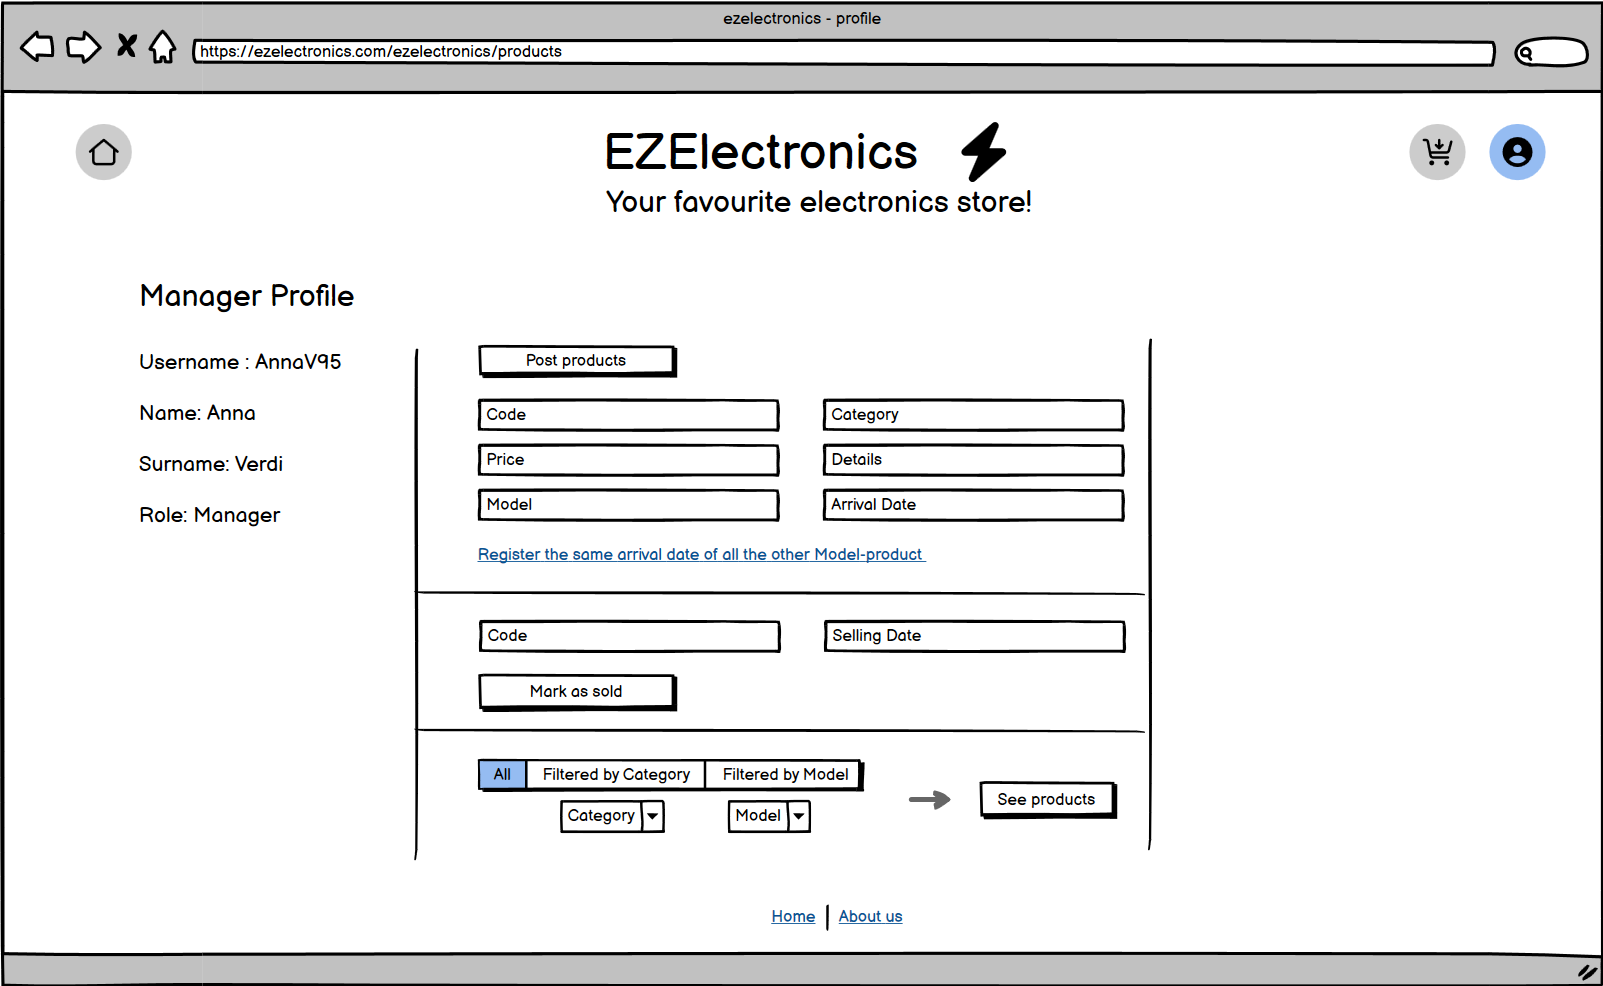 ezelectronics - profile
https://ezelectronics.com/ezelectronics/products
EZElectronics
Your favourite electronics store!
Manager Profile
Username : AnnaV95
Name: Anna
Surname: Verdi
Role: Manager
Post products
Code
Category
Price
Details
Model
Arrival Date
Register the same arrival date of all the other Model-product
Code
Selling Date
Mark as sold
All
Filtered by Category
Filtered by Model
Category
Model
See products
Home
About us